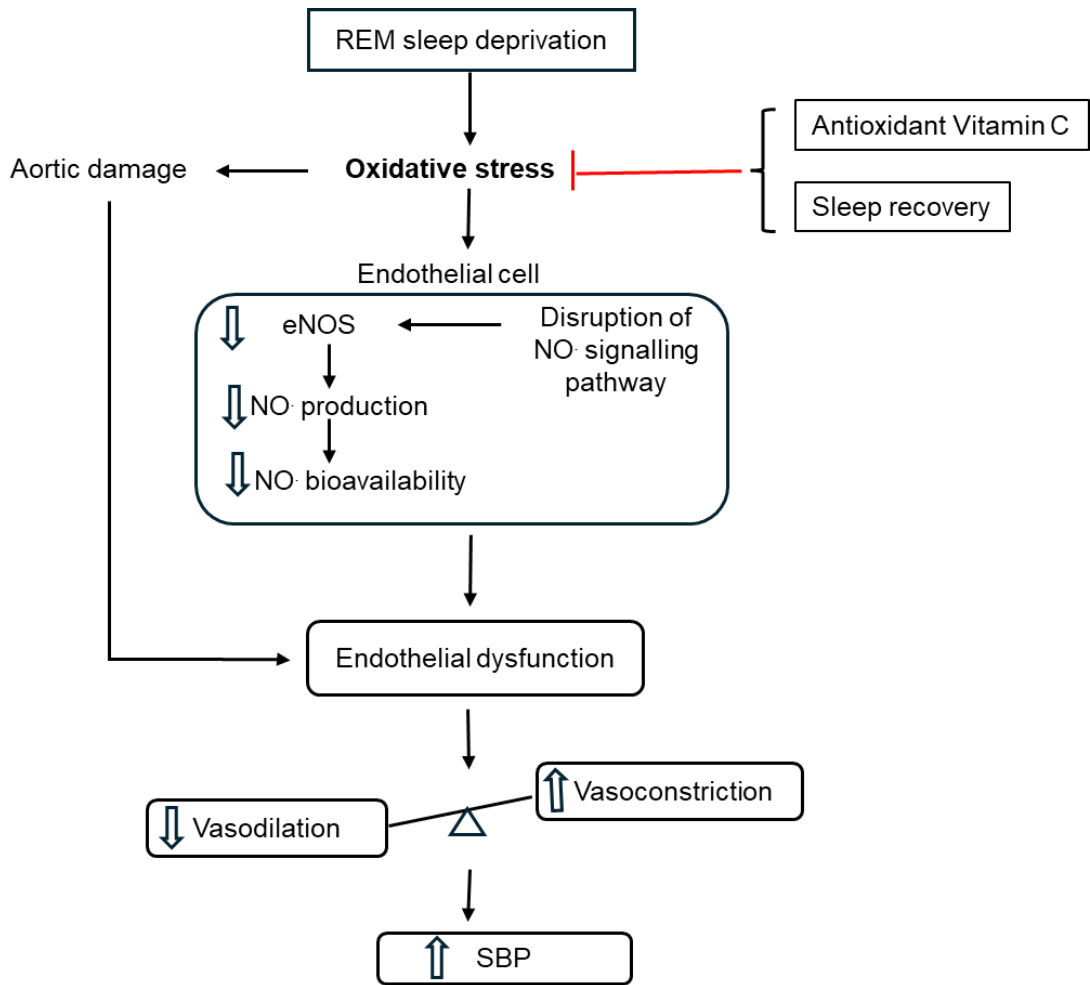 REM sleep deprivation
Antioxidant Vitamin C
Aortic damage
Oxidative stress
Sleep recovery
Endothelial cell
eNOS
Disruption of
NO· signalling
pathway
NO· production
NO· bioavailability
Endothelial dysfunction
Vasoconstriction
Vasodilation
SBP